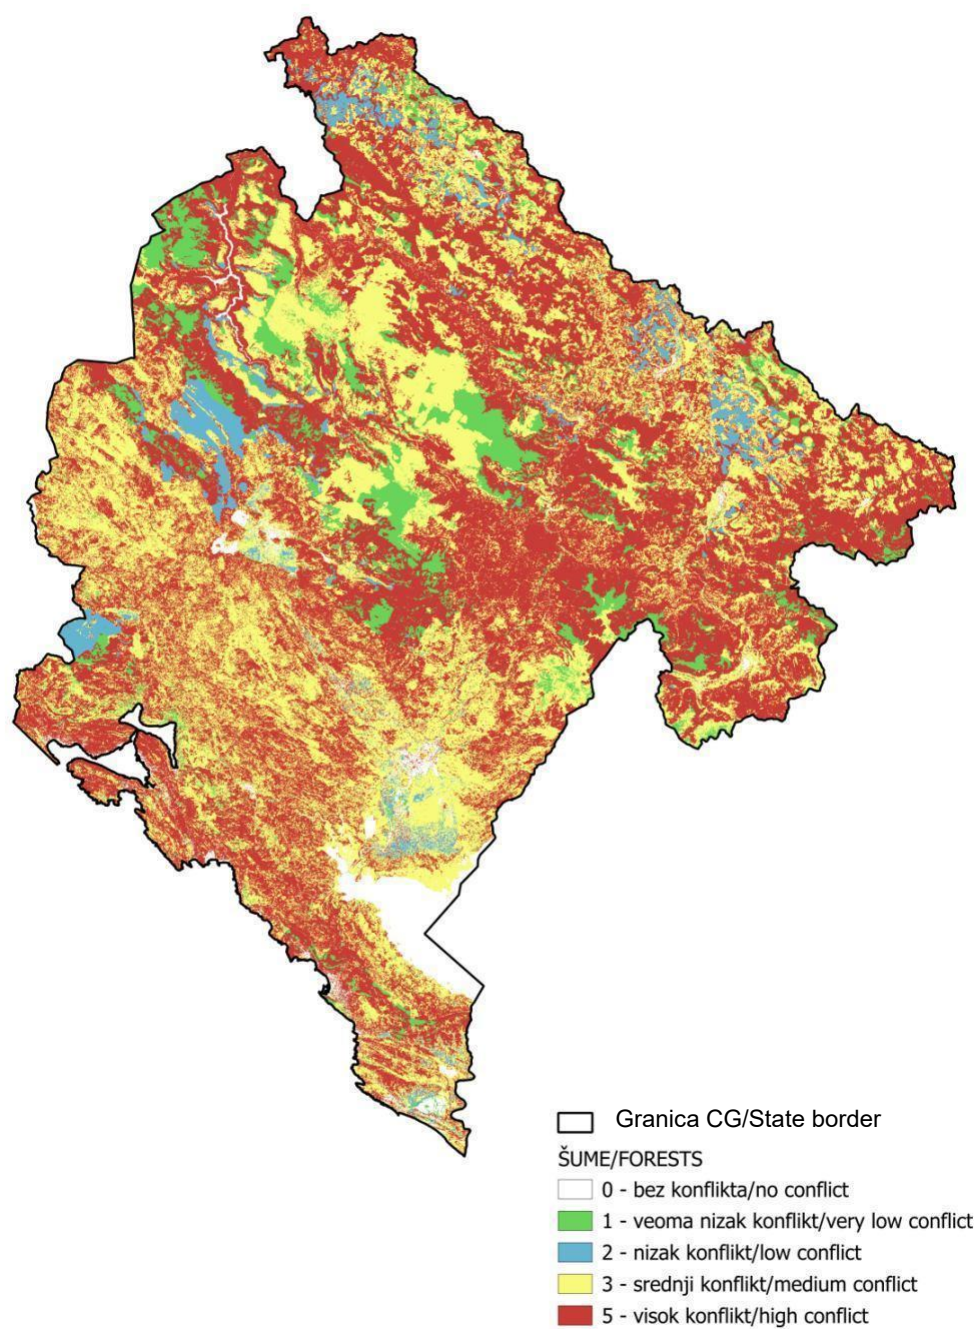 Granica CG/State border
ŠUME/FORESTS
0 - bez konflikta/no conflict
1 - veoma nizak konflikt/very low conflict
2 - nizak konflikt/low conflict
3 - srednji konflikt/medium conflict
5 - visok konflikt/high conflict